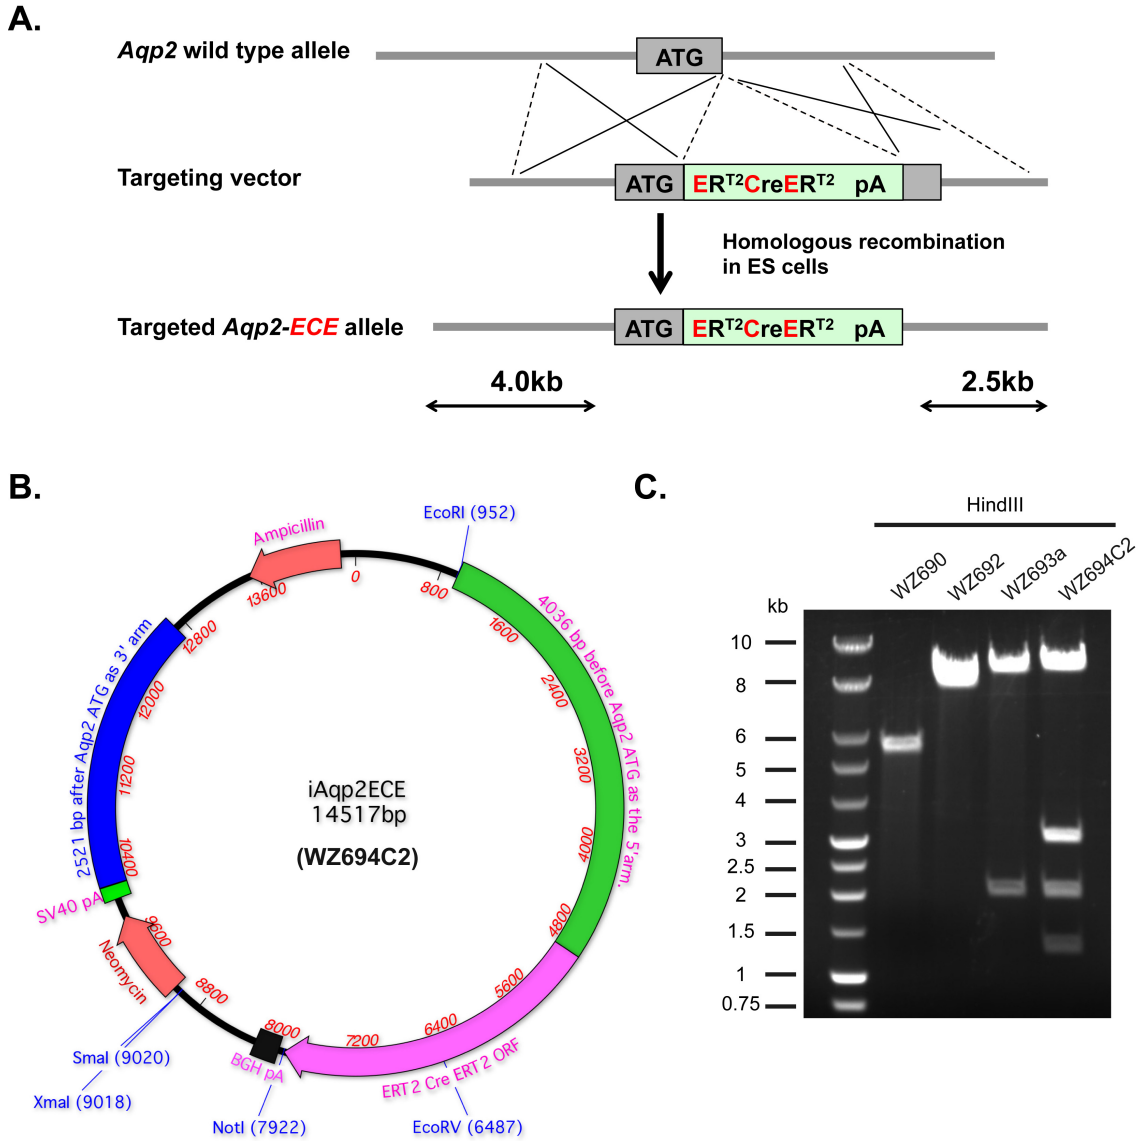 A.
Aqp2 wild type allele
ATG
Targeting vector
ATG
ERT2CreERT2 pA
Homologous recombination
in ES cells
Targeted Aqp2-ECE allele
ATG
ERT2CreERT2 pA
4.0kb
2.5kb
B.
EcoRI (952)
Ampicillin
0
800
1600
2400
3200
4000
4800
5600
6400
7200
8000
8800
9600
10400
11200
12000
12800
13600
4036 bp before Aqp2 ATG as the 5'arm.
2521 bp after Aqp2 ATG as 3' arm
iAqp2ECE
14517bp
(WZ694C2)
SV40 pA
Neomycin
SmaI (9020)
XmaI (9018)
BGH pA
NotI (7922)
ERT2 Cre ERT2 ORF
EcoRV (6487)
C.
HindIII
WZ690
WZ692
WZ693a
WZ694C2
kb
10
8
6
5
4
3
2.5
2
1.5
1
0.75